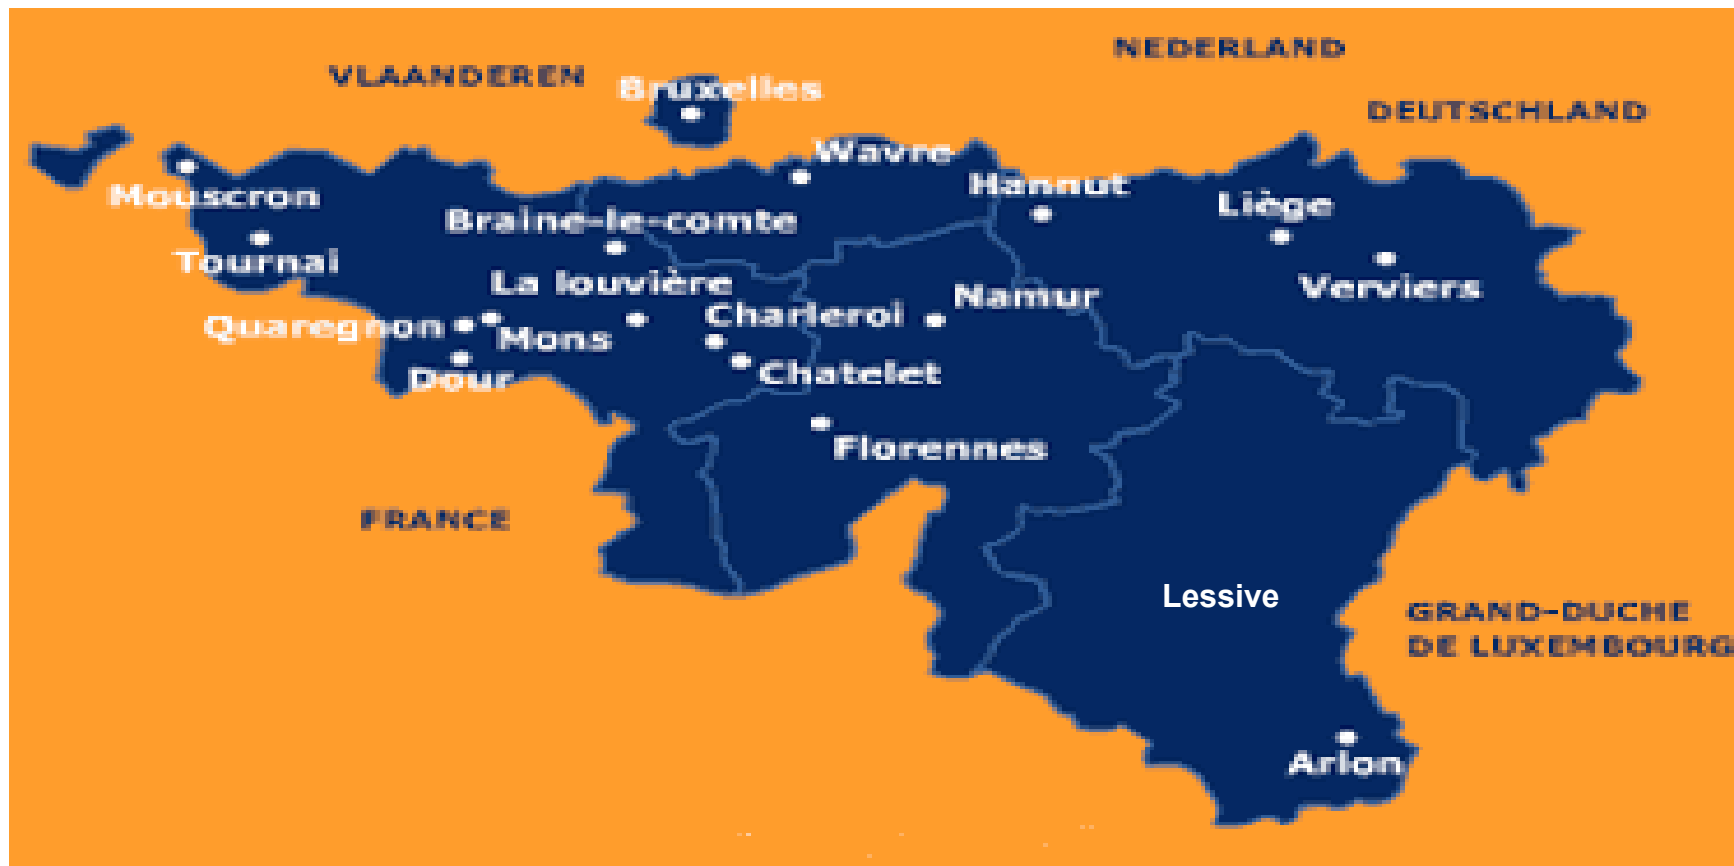 NEDERLAND
VLAANDEREN
Bruxelles
DEUTSCHLAND
Wavre
Hannut
Mouscron
Liège
Braine-le-comte
Tournai
La louvière
Verviers
Namur
Charleroi
Quaregnon
Mons
Chatelet
Dour
Florennes
FRANCE
Lessive
GRAND-DUCHE
DE LUXEMBOURG
Arlon